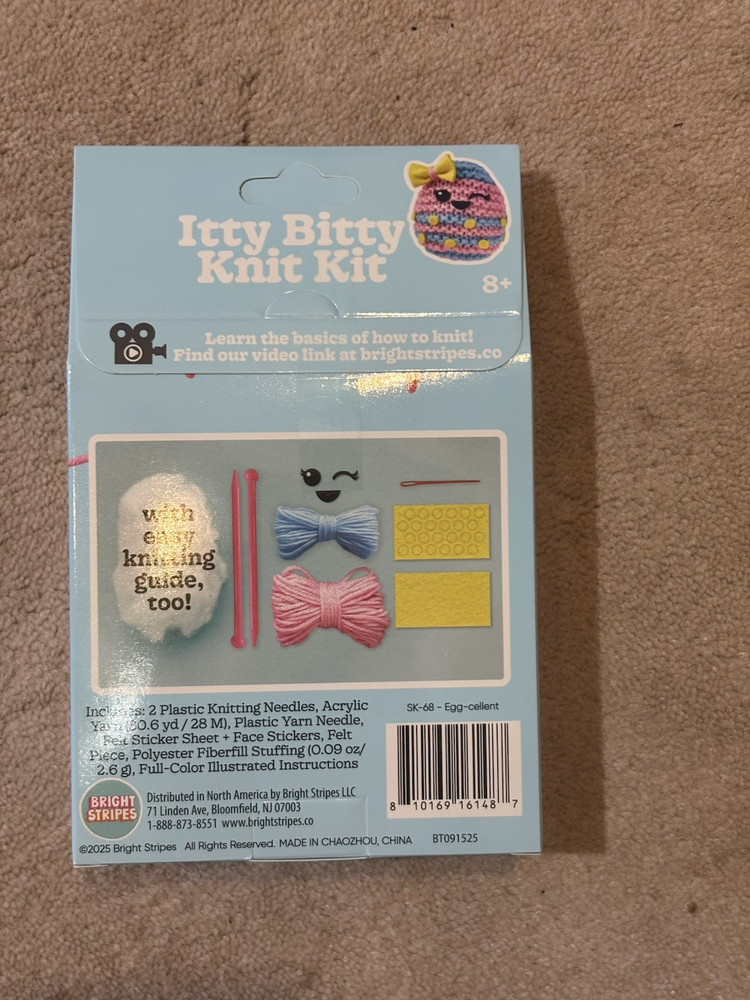 Itty Bitty
Knit Kit
8+
Learn the basics of how to knit!
Find our video link at brightstripes.co
with
easy
knitting
guide,
too!
Includes: 2 Plastic Knitting Needles, Acrylic
Yarn (30.6 yd / 28 M), Plastic Yarn Needle,
Felt Sticker Sheet + Face Stickers, Felt
Piece, Polyester Fiberfill Stuffing (0.09 oz/
2.6 g), Full-Color Illustrated Instructions
SK-68 - Egg-cellent
8 10169 16148 7
BRIGHT
STRIPES
Distributed in North America by Bright Stripes LLC
71 Linden Ave, Bloomfield, NJ 07003
1-888-873-8551 www.brightstripes.co
©2025 Bright Stripes All Rights Reserved. MADE IN CHAOZHOU, CHINA BT091525